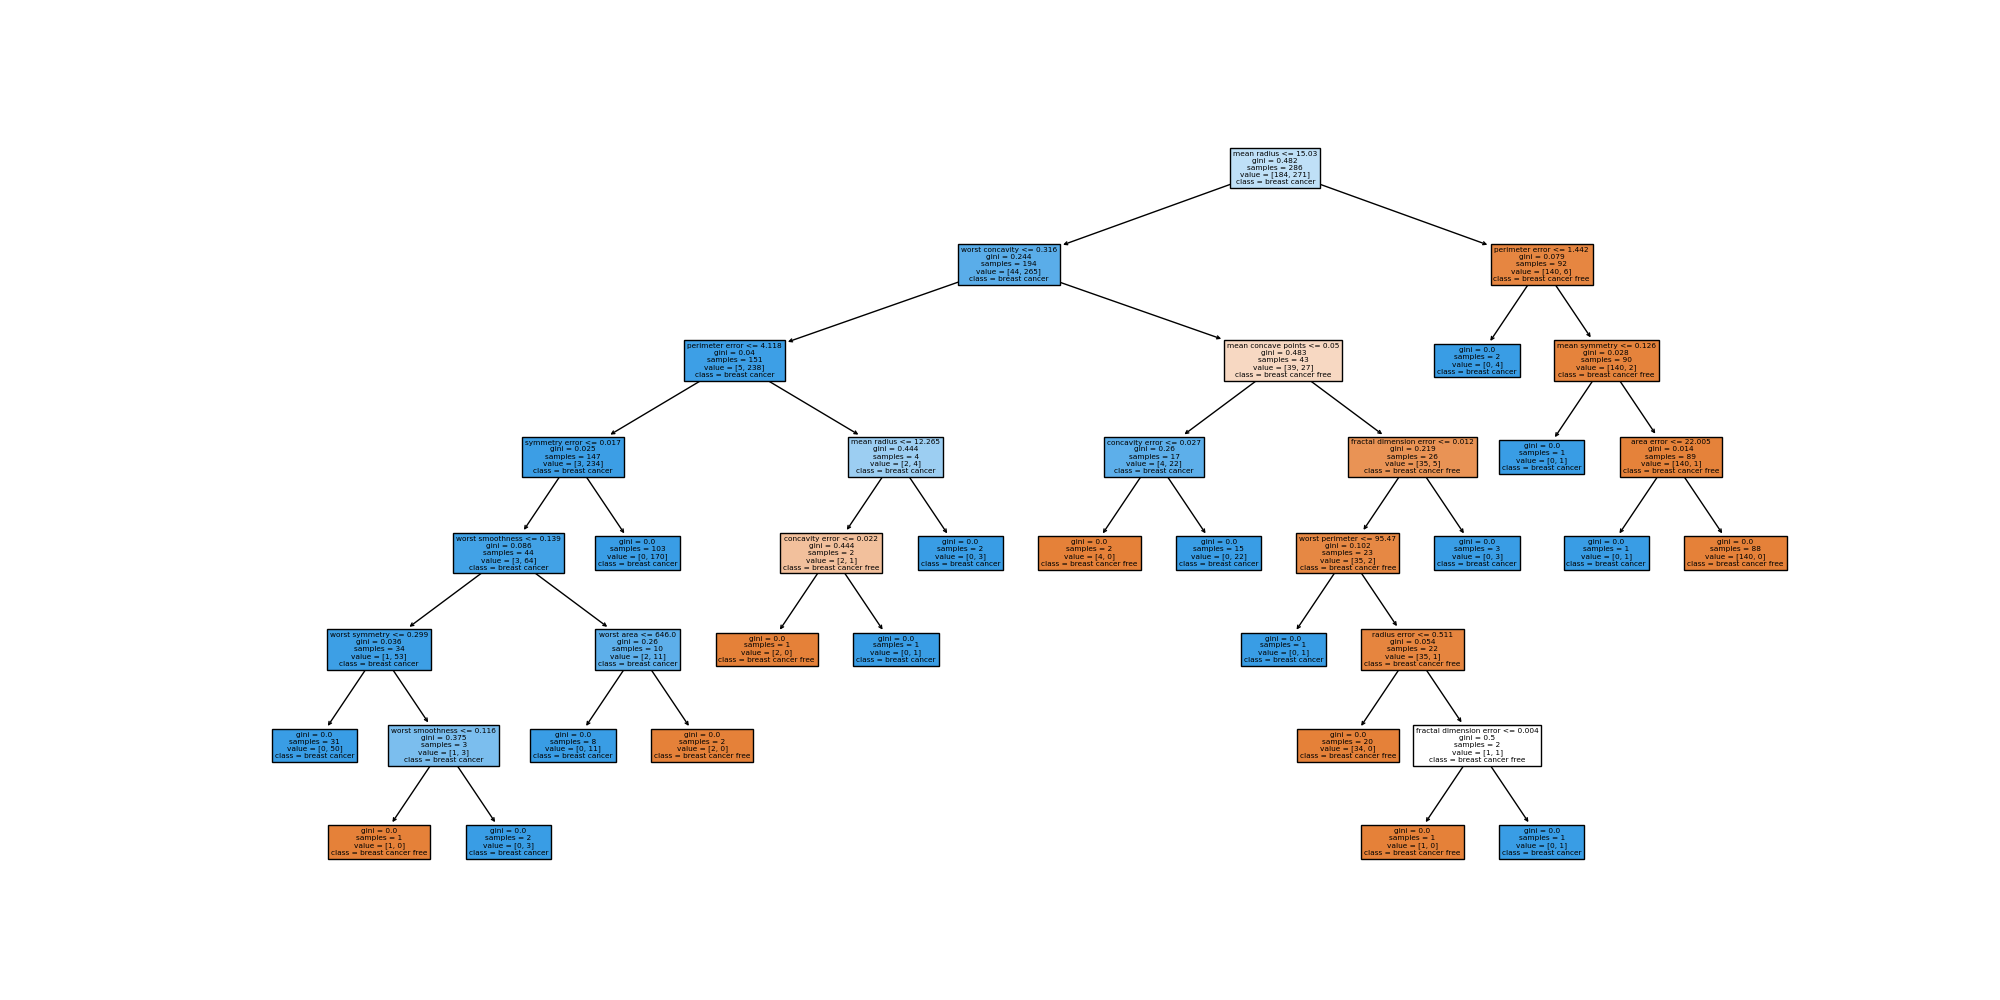 mean radius <= 15.03
gini = 0.482
samples = 286
value = [184, 271]
class = breast cancer
worst concavity <= 0.316
gini = 0.244
samples = 194
value = [44, 265]
class = breast cancer
perimeter error <= 1.442
gini = 0.079
samples = 92
value = [140, 6]
class = breast cancer free
perimeter error <= 4.118
gini = 0.04
samples = 151
value = [5, 238]
class = breast cancer
mean concave points <= 0.05
gini = 0.483
samples = 43
value = [39, 27]
class = breast cancer free
gini = 0.0
samples = 2
value = [0, 4]
class = breast cancer
mean symmetry <= 0.126
gini = 0.028
samples = 90
value = [140, 2]
class = breast cancer free
symmetry error <= 0.017
gini = 0.025
samples = 147
value = [3, 234]
class = breast cancer
mean radius <= 12.265
gini = 0.444
samples = 4
value = [2, 4]
class = breast cancer
concavity error <= 0.027
gini = 0.26
samples = 17
value = [4, 22]
class = breast cancer
fractal dimension error <= 0.012
gini = 0.219
samples = 26
value = [35, 5]
class = breast cancer free
gini = 0.0
samples = 1
value = [0, 1]
class = breast cancer
area error <= 22.005
gini = 0.014
samples = 89
value = [140, 1]
class = breast cancer free
worst smoothness <= 0.139
gini = 0.086
samples = 44
value = [3, 64]
class = breast cancer
gini = 0.0
samples = 103
value = [0, 170]
class = breast cancer
concavity error <= 0.022
gini = 0.444
samples = 2
value = [2, 1]
class = breast cancer free
gini = 0.0
samples = 2
value = [0, 3]
class = breast cancer
gini = 0.0
samples = 2
value = [4, 0]
class = breast cancer free
gini = 0.0
samples = 15
value = [0, 22]
class = breast cancer
worst perimeter <= 95.47
gini = 0.102
samples = 23
value = [35, 2]
class = breast cancer free
gini = 0.0
samples = 3
value = [0, 3]
class = breast cancer
gini = 0.0
samples = 1
value = [0, 1]
class = breast cancer
gini = 0.0
samples = 88
value = [140, 0]
class = breast cancer free
worst symmetry <= 0.299
gini = 0.036
samples = 34
value = [1, 53]
class = breast cancer
worst area <= 646.0
gini = 0.26
samples = 10
value = [2, 11]
class = breast cancer
gini = 0.0
samples = 1
value = [2, 0]
class = breast cancer free
gini = 0.0
samples = 1
value = [0, 1]
class = breast cancer
gini = 0.0
samples = 1
value = [0, 1]
class = breast cancer
radius error <= 0.511
gini = 0.054
samples = 22
value = [35, 1]
class = breast cancer free
gini = 0.0
samples = 31
value = [0, 50]
class = breast cancer
worst smoothness <= 0.116
gini = 0.375
samples = 3
value = [1, 3]
class = breast cancer
gini = 0.0
samples = 8
value = [0, 11]
class = breast cancer
gini = 0.0
samples = 2
value = [2, 0]
class = breast cancer free
gini = 0.0
samples = 20
value = [34, 0]
class = breast cancer free
fractal dimension error <= 0.004
gini = 0.5
samples = 2
value = [1, 1]
class = breast cancer free
gini = 0.0
samples = 1
value = [1, 0]
class = breast cancer free
gini = 0.0
samples = 2
value = [0, 3]
class = breast cancer
gini = 0.0
samples = 1
value = [1, 0]
class = breast cancer free
gini = 0.0
samples = 1
value = [0, 1]
class = breast cancer